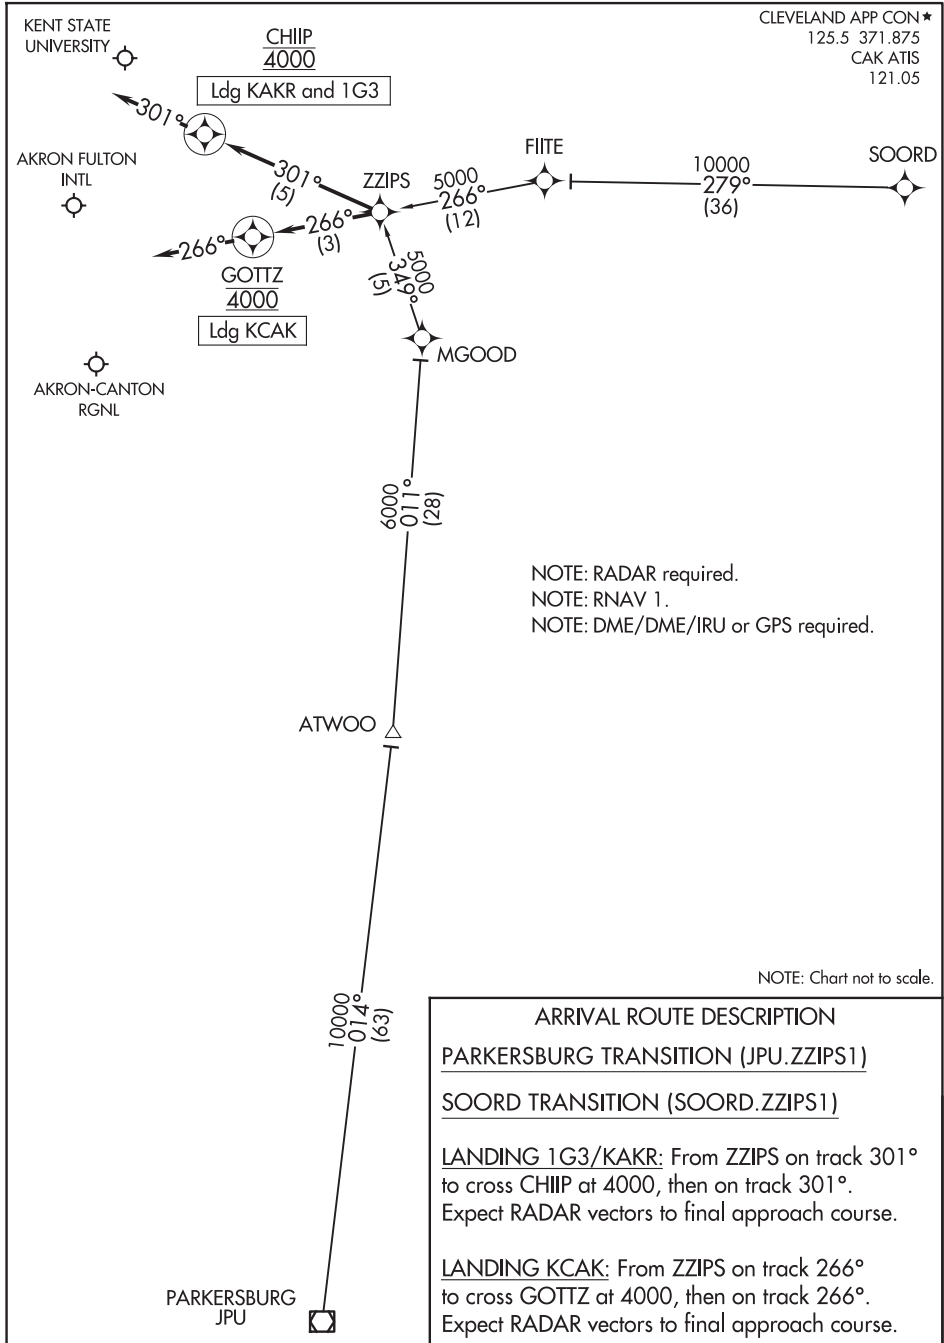 CLEVELAND APP CON★
125.5 371.875
CAK ATIS
121.05
KENT STATE
UNIVERSITY
CHIIP
4000
Ldg KAKR and 1G3
301°
AKRON FULTON
INTL
301°
(5)
ZZIPS
FIITE
SOORD
5000
266°
(12)
10000
279°
(36)
266°
(3)
266°
GOTTZ
4000
Ldg KCAK
5000
349°
(5)
MGOOD
AKRON-CANTON
RGNL
6000
011°
(28)
NOTE: RADAR required.
NOTE: RNAV 1.
NOTE: DME/DME/IRU or GPS required.
ATWOO
10000
014°
(63)
NOTE: Chart not to scale.
PARKERSBURG
JPU
ARRIVAL ROUTE DESCRIPTION
PARKERSBURG TRANSITION (JPU.ZZIPS1)
SOORD TRANSITION (SOORD.ZZIPS1)
LANDING 1G3/KAKR: From ZZIPS on track 301°
to cross CHIIP at 4000, then on track 301°.
Expect RADAR vectors to final approach course.
LANDING KCAK: From ZZIPS on track 266°
to cross GOTTZ at 4000, then on track 266°.
Expect RADAR vectors to final approach course.